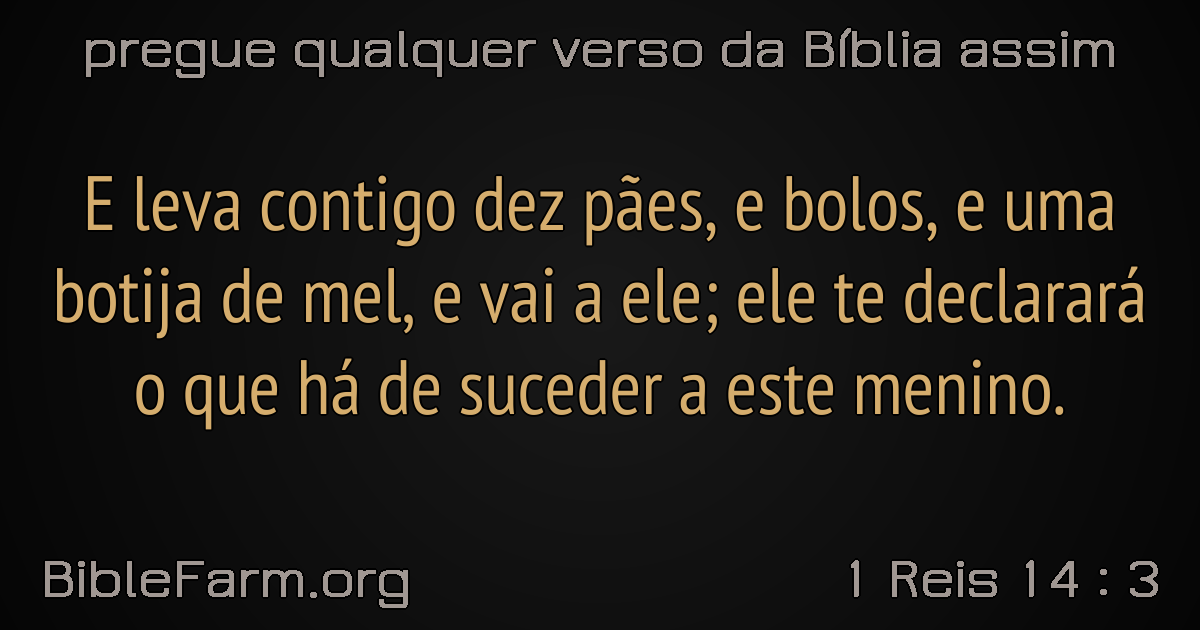 pregue qualquer verso da Bíblia assim
E leva contigo dez pães, e bolos, e uma
botija de mel, e vai a ele; ele te declarará
o que há de suceder a este menino.
BibleFarm.org
1 Reis 14 : 3